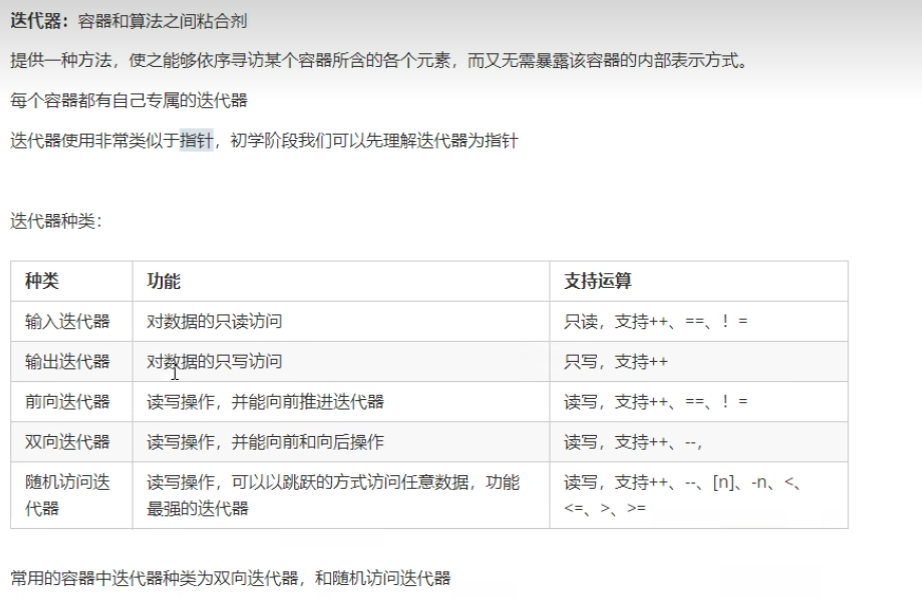 迭代器：容器和算法之间粘合剂
提供一种方法，使之能够依序寻访某个容器所含的各个元素，而又无需暴露该容器的内部表示方式。
每个容器都有自己专属的迭代器
迭代器使用非常类似于指针，初学阶段我们可以先理解迭代器为指针
迭代器种类：
种类 功能 支持运算
输入迭代器 对数据的只读访问 只读，支持++、==、！=
输出迭代器 对数据的只写访问 只写，支持++
前向迭代器 读写操作，并能向前推进迭代器 读写，支持++、==、！=
双向迭代器 读写操作，并能向前和向后操作 读写，支持++、--，
随机访问迭 读写操作，可以以跳跃的方式访问任意数据，功能 读写，支持++、--、[n]、-n、<、
代器 最强的迭代器 <=、>、>=
常用的容器中迭代器种类为双向迭代器，和随机访问迭代器